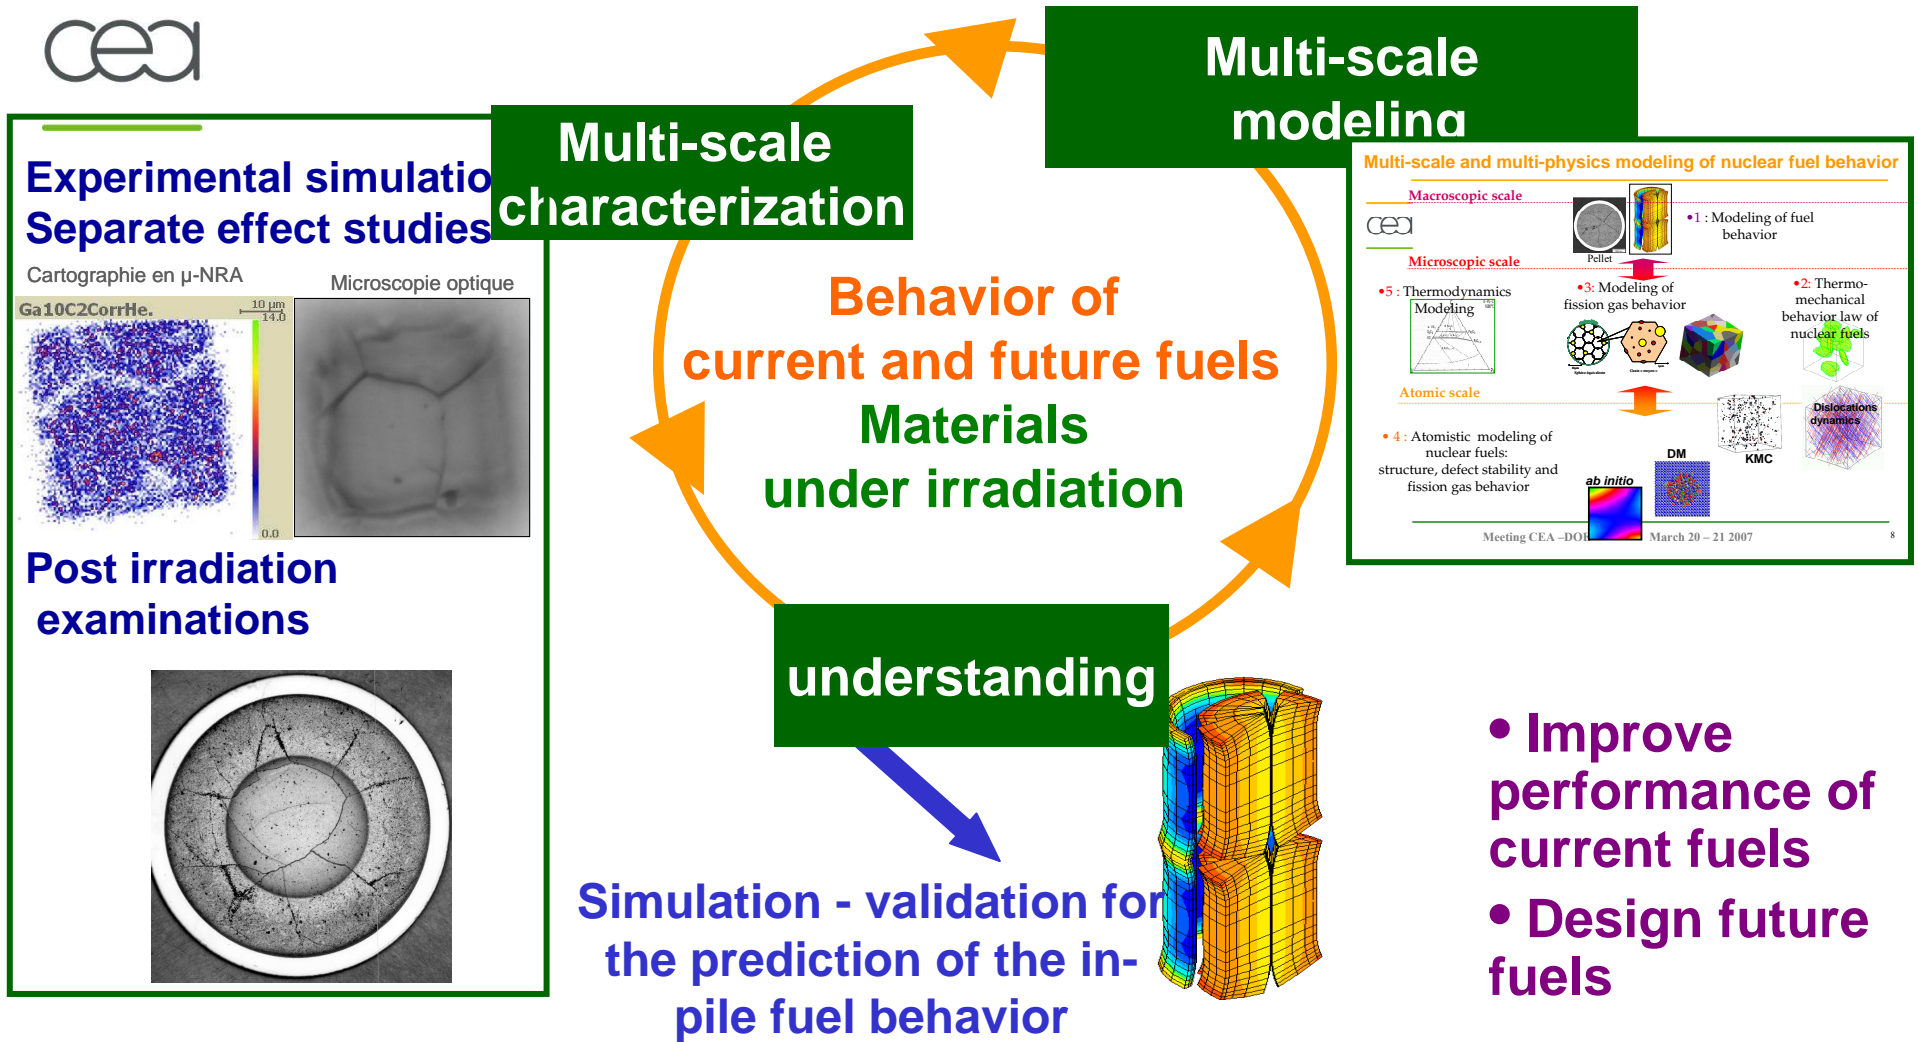 cea
Multi-scale
modeling
Multi-scale
characterization
Experimental simulatio
Separate effect studies
Cartographie en µ-NRA
Microscopie optique
Ga10C2CorrHe.
10 µm
14.0
0.0
Post irradiation
examinations
Behavior of
current and future fuels
Materials
under irradiation
understanding
Simulation - validation for
the prediction of the in-
pile fuel behavior
Multi-scale and multi-physics modeling of nuclear fuel behavior
Macroscopic scale
cea
•1 : Modeling of fuel
behavior
Pellet
Microscopic scale
•5 : Thermodynamics
Modeling
•3: Modeling of
fission gas behavior
•2: Thermo-
mechanical
behavior law of
nuclear fuels
Atomic scale
• 4 : Atomistic modeling of
nuclear fuels:
structure, defect stability and
fission gas behavior
ab initio
DM
KMC
Dislocations
dynamics
Meeting CEA –DOE March 20 – 21 2007
8
• Improve
performance of
current fuels
• Design future
fuels